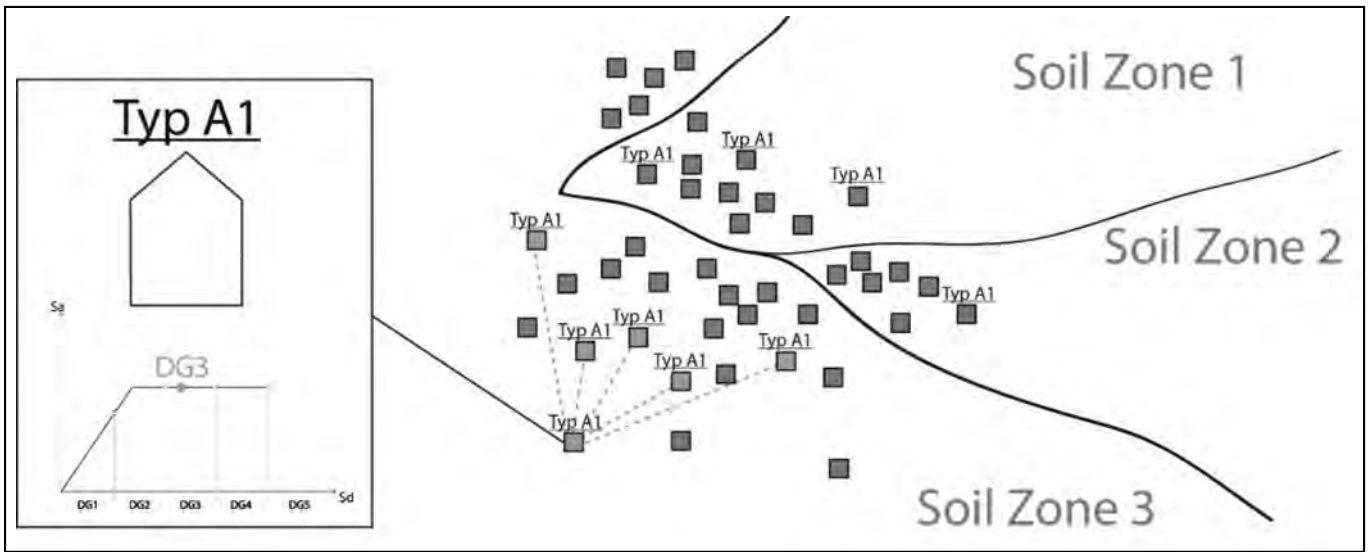 Typ A1
Sa
DG3
DG1 DG2 DG3 DG4 DG5 Sd
Soil Zone 1
Typ A1
Typ A1
Typ A1
Typ A1
Soil Zone 2
Typ A1
Typ A1
Typ A1
Typ A1
Typ A1
Typ A1
Soil Zone 3